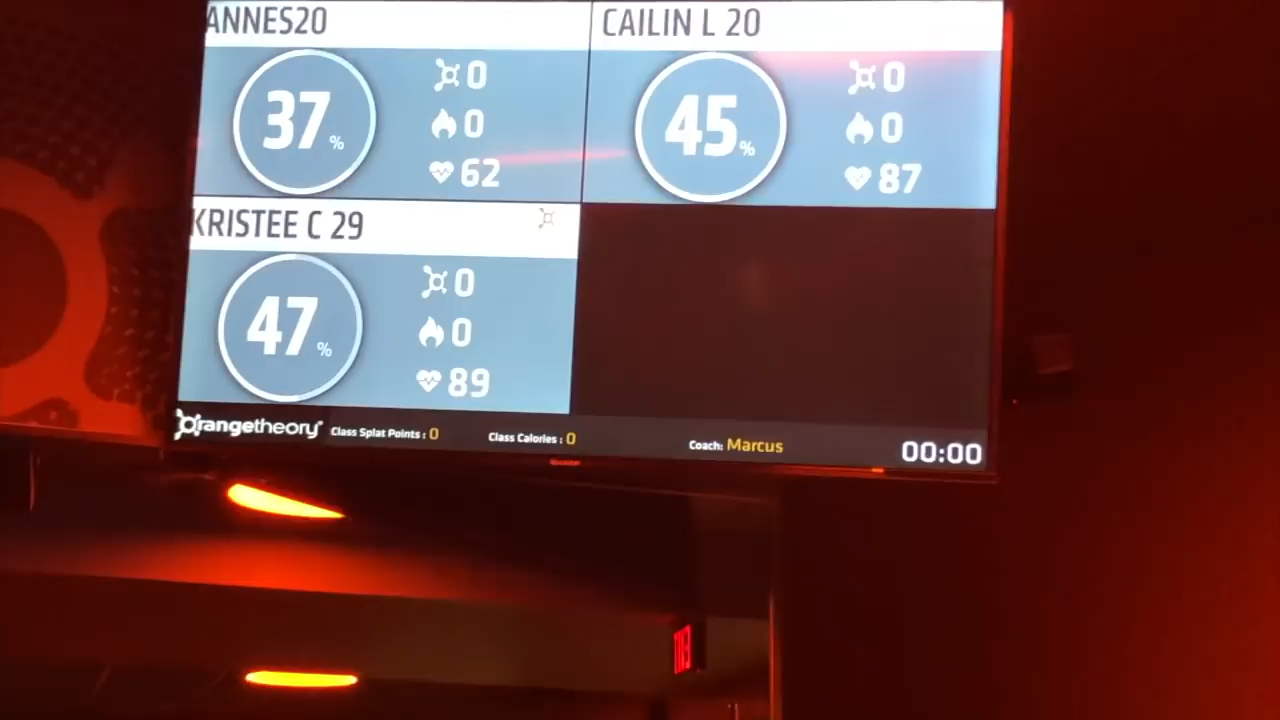 ANNES20
37%
0
0
62
CAILIN L 20
45%
0
0
87
KRISTEE C 29
47%
0
0
89
Orangetheory
Class Splat Points : 0
Class Calories : 0
Coach: Marcus
00:00